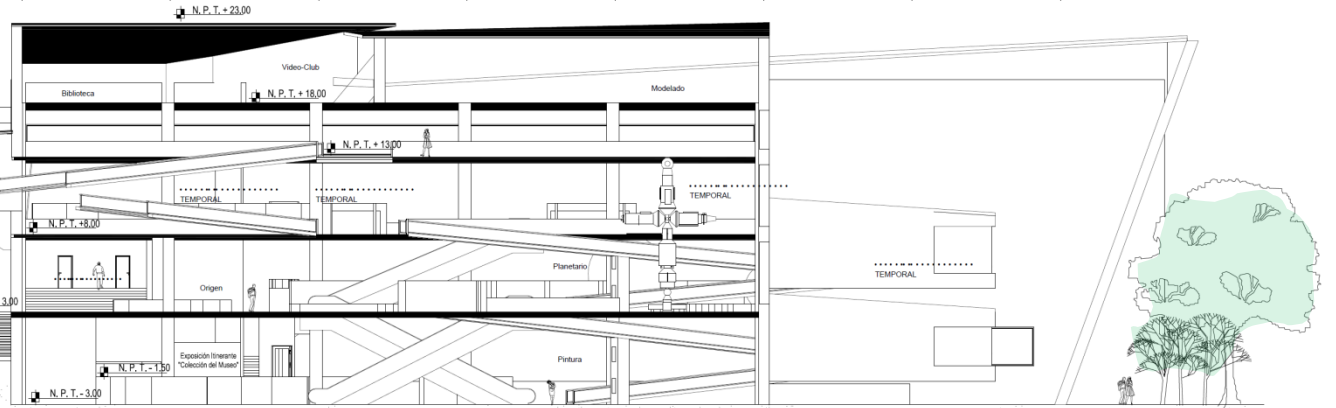 N. P. T. + 23,00
Video-Club
Biblioteca
N. P. T. + 18,00
Modelado
N. P. T. + 13,00
TEMPORAL
TEMPORAL
TEMPORAL
N. P. T. +8,00
Planetario
TEMPORAL
Origen
3,00
Exposición Itinerante
"Colección del Museo"
Pintura
N. P. T. - 1,50
N. P. T. - 3,00